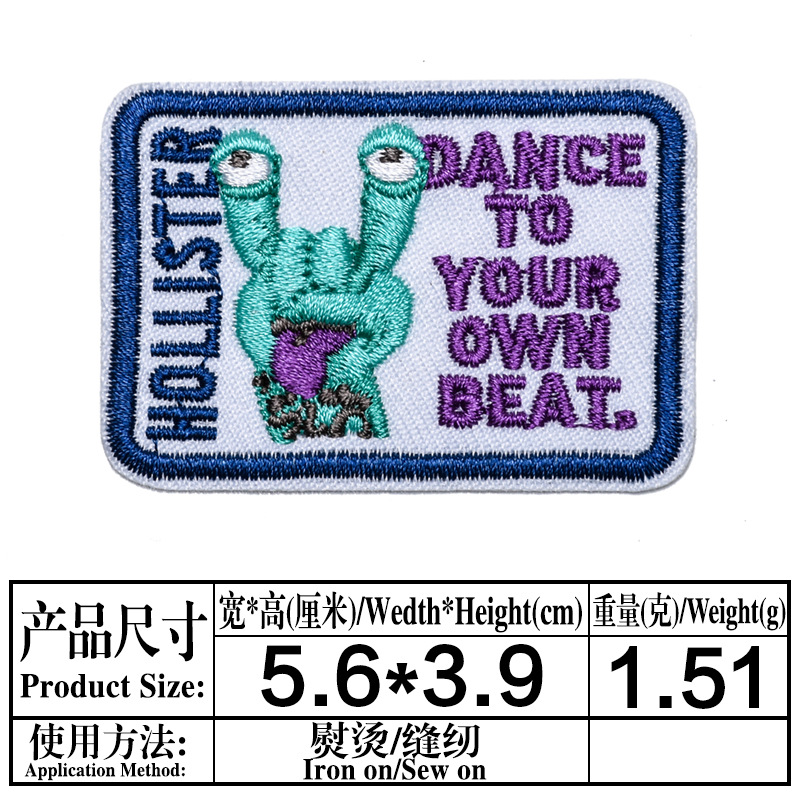 HOLLISTER
DANCE
TO
YOUR
OWN
BEAT.
产品尺寸
Product Size:
宽*高(厘米)/Wedth*Height(cm)
重量(克)/Weight(g)
5.6*3.9
1.51
使用方法:
Application Method:
熨烫/缝纫
Iron on/Sew on